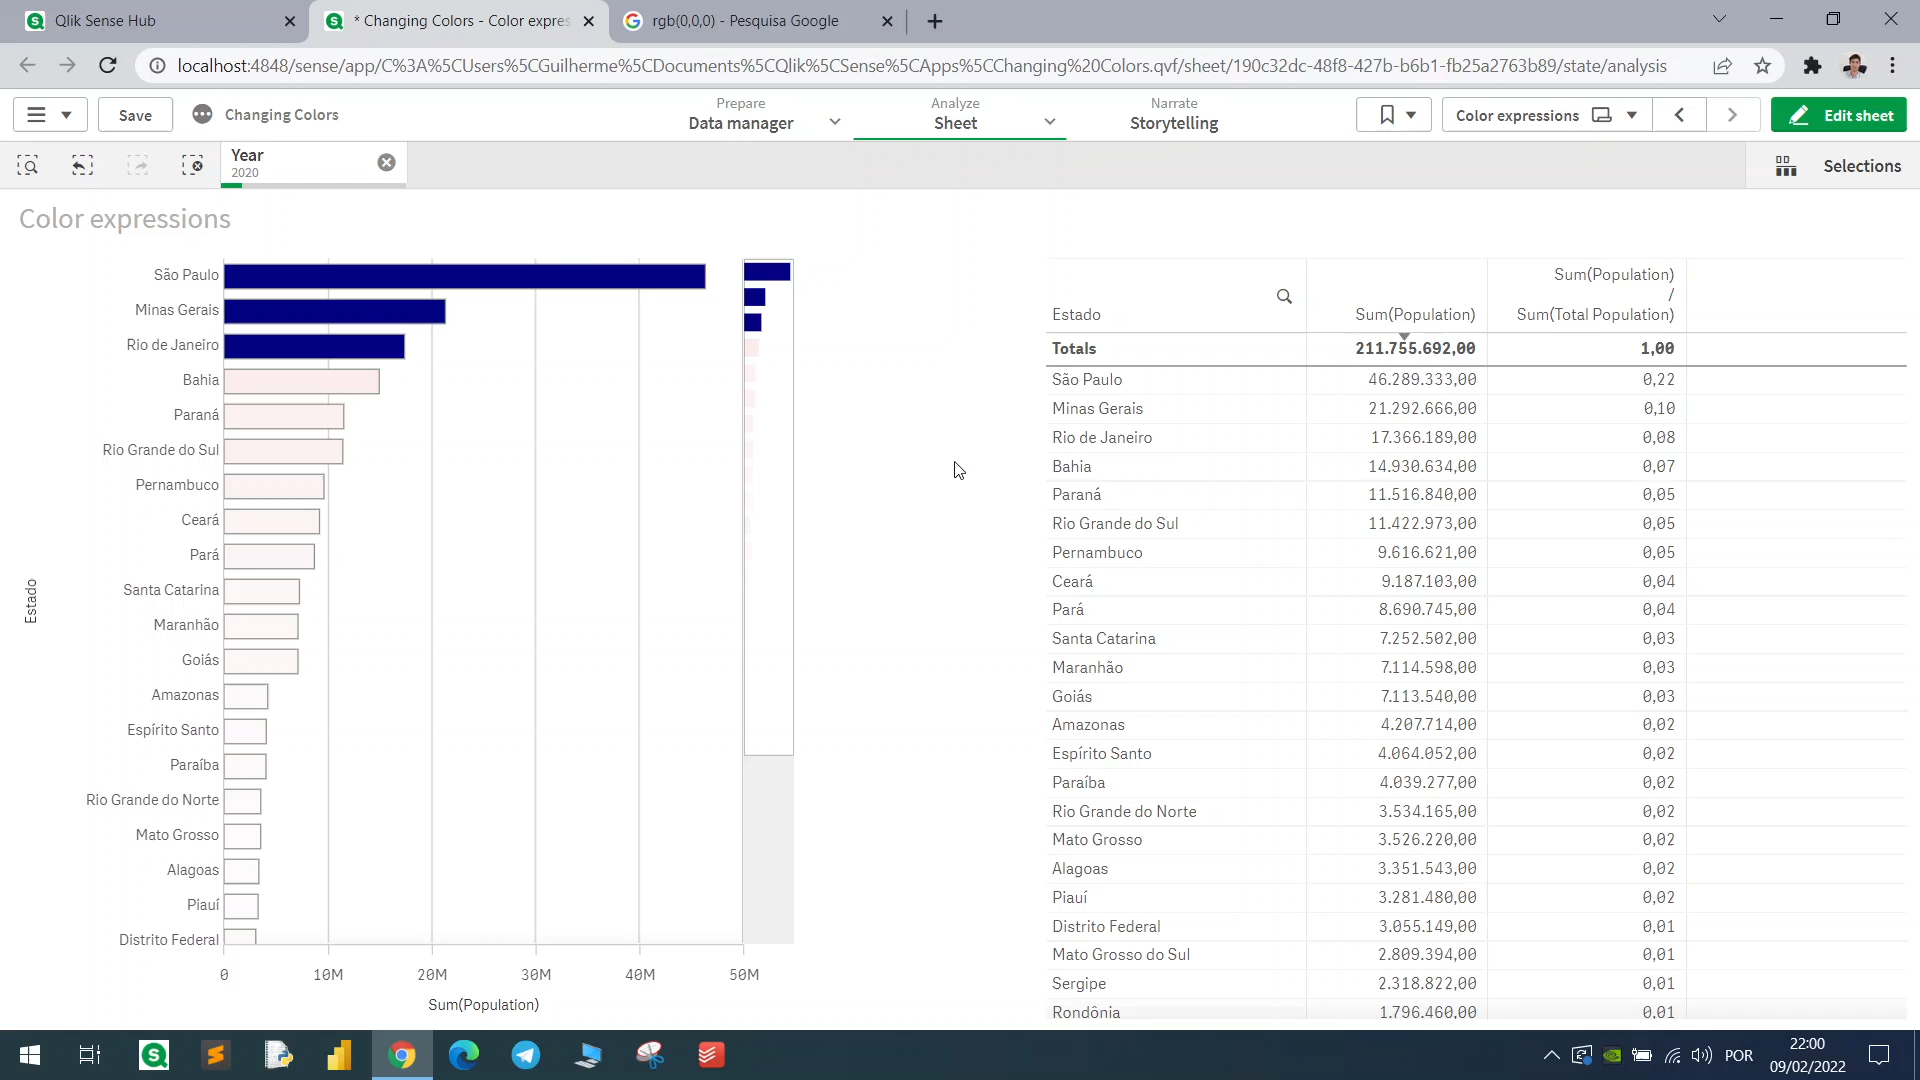 Qlik Sense Hub
* Changing Colors - Color expres
rgb(0,0,0) - Pesquisa Google
localhost:4848/sense/app/C%3A%5CUsers%5CGuilherme%5CDocuments%5CQlik%5CSense%5CApps%5CChanging%20Colors.qvf/sheet/190c32dc-48f8-427b-b6b1-fb25a2763b89/state/analysis
Save
Changing Colors
Prepare
Data manager
Analyze
Sheet
Narrate
Storytelling
Color expressions
Edit sheet
Year
2020
Selections
Color expressions
São Paulo
Minas Gerais
Rio de Janeiro
Bahia
Paraná
Rio Grande do Sul
Pernambuco
Ceará
Pará
Santa Catarina
Maranhão
Goiás
Amazonas
Espírito Santo
Paraíba
Rio Grande do Norte
Mato Grosso
Alagoas
Piauí
Distrito Federal
Estado
0 10M 20M 30M 40M 50M
Sum(Population)
Estado Sum(Population) Sum(Population)
/
Sum(Total Population)
Totals 211.755.692,00 1,00
São Paulo 46.289.333,00 0,22
Minas Gerais 21.292.666,00 0,10
Rio de Janeiro 17.366.189,00 0,08
Bahia 14.930.634,00 0,07
Paraná 11.516.840,00 0,05
Rio Grande do Sul 11.422.973,00 0,05
Pernambuco 9.616.621,00 0,05
Ceará 9.187.103,00 0,04
Pará 8.690.745,00 0,04
Santa Catarina 7.252.502,00 0,03
Maranhão 7.114.598,00 0,03
Goiás 7.113.540,00 0,03
Amazonas 4.207.714,00 0,02
Espírito Santo 4.064.052,00 0,02
Paraíba 4.039.277,00 0,02
Rio Grande do Norte 3.534.165,00 0,02
Mato Grosso 3.526.220,00 0,02
Alagoas 3.351.543,00 0,02
Piauí 3.281.480,00 0,02
Distrito Federal 3.055.149,00 0,01
Mato Grosso do Sul 2.809.394,00 0,01
Sergipe 2.318.822,00 0,01
Rondônia 1.796.460,00 0,01
POR
22:00
09/02/2022